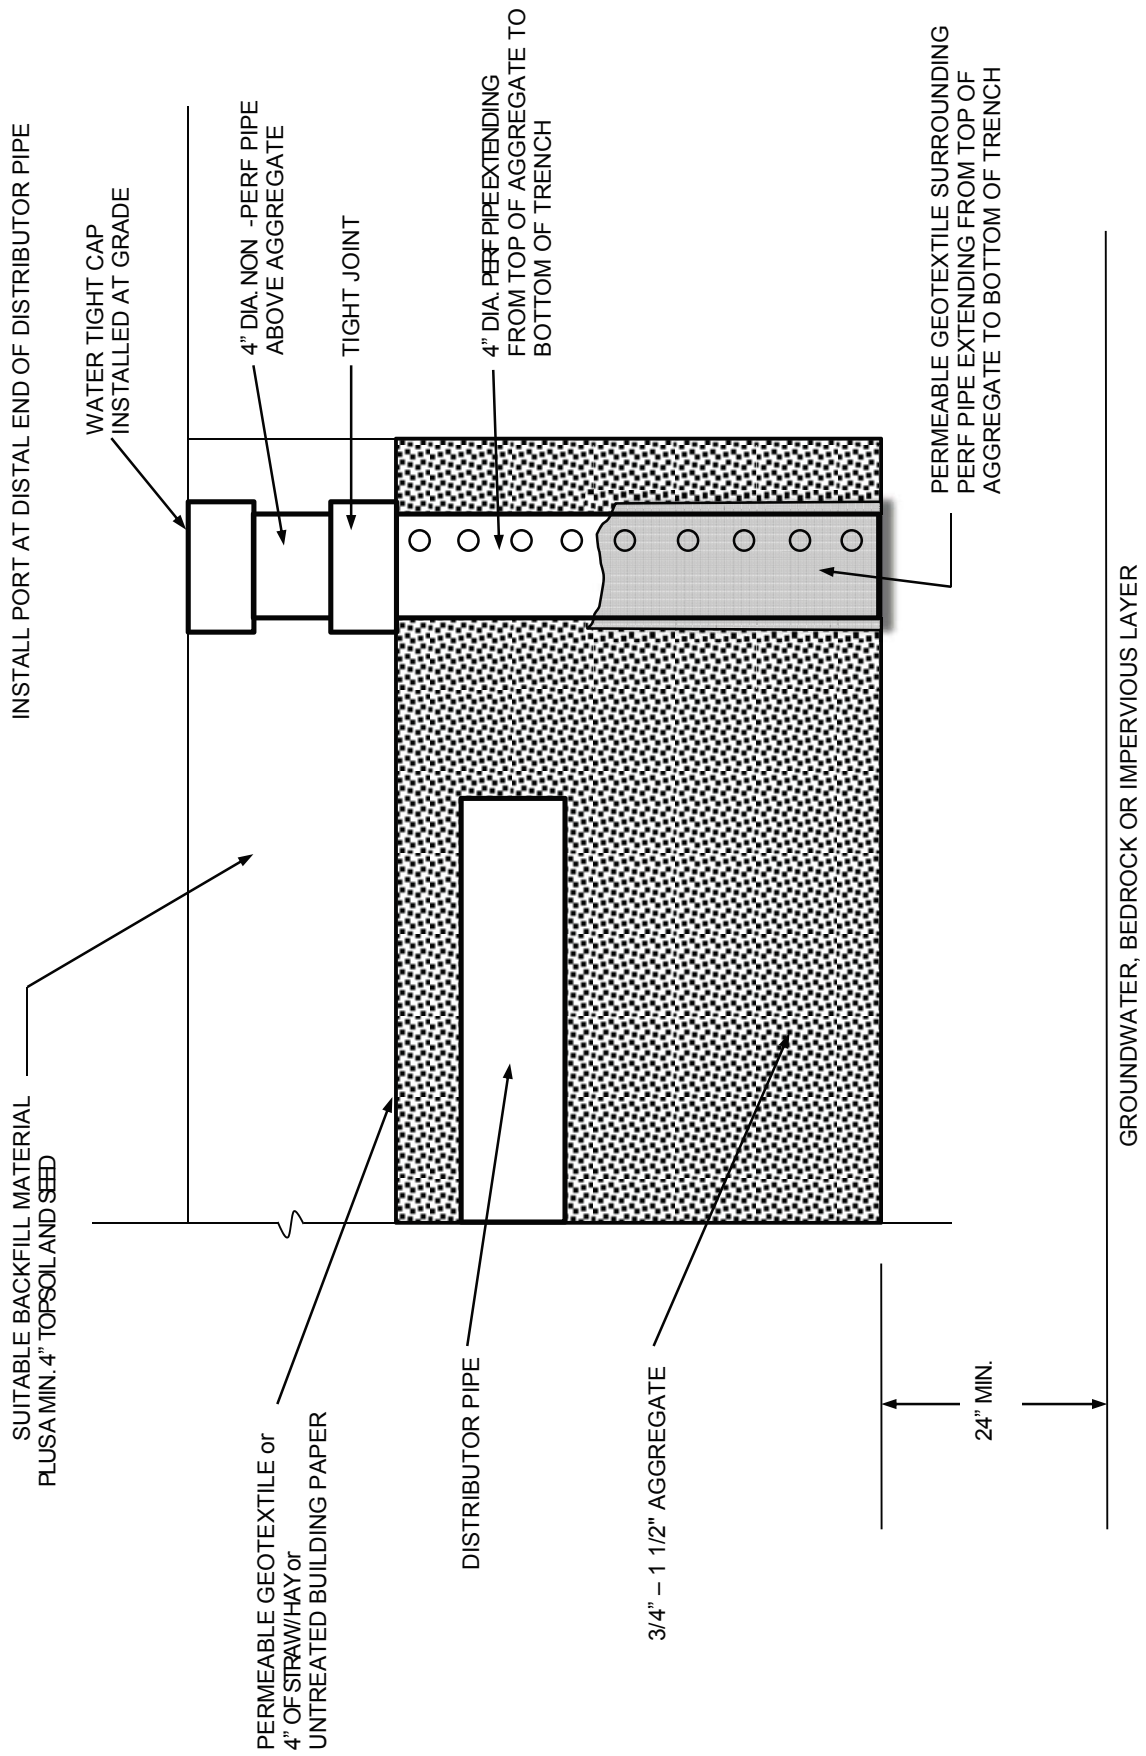 INSTALL PORT AT DISTAL END OF DISTRIBUTOR PIPE
SUITABLE BACKFILL MATERIAL
PLUSA MIN. 4” TOPSOIL AND SEED
WATER TIGHT CAP
INSTALLED AT GRADE
4” DIA. NON -PERF PIPE
ABOVE AGGREGATE
TIGHT JOINT
PERMEABLE GEOTEXTILE or
4” OF STRAW/HAY or
UNTREATED BUILDING PAPER
4” DIA. PERF PIPE EXTENDING
FROM TOP OF AGGREGATE TO
BOTTOM OF TRENCH
DISTRIBUTOR PIPE
3/4” – 1 1/2" AGGREGATE
PERMEABLE GEOTEXTILE SURROUNDING
PERF PIPE EXTENDING FROM TOP OF
AGGREGATE TO BOTTOM OF TRENCH
24” MIN.
GROUNDWATER, BEDROCK OR IMPERVIOUS LAYER